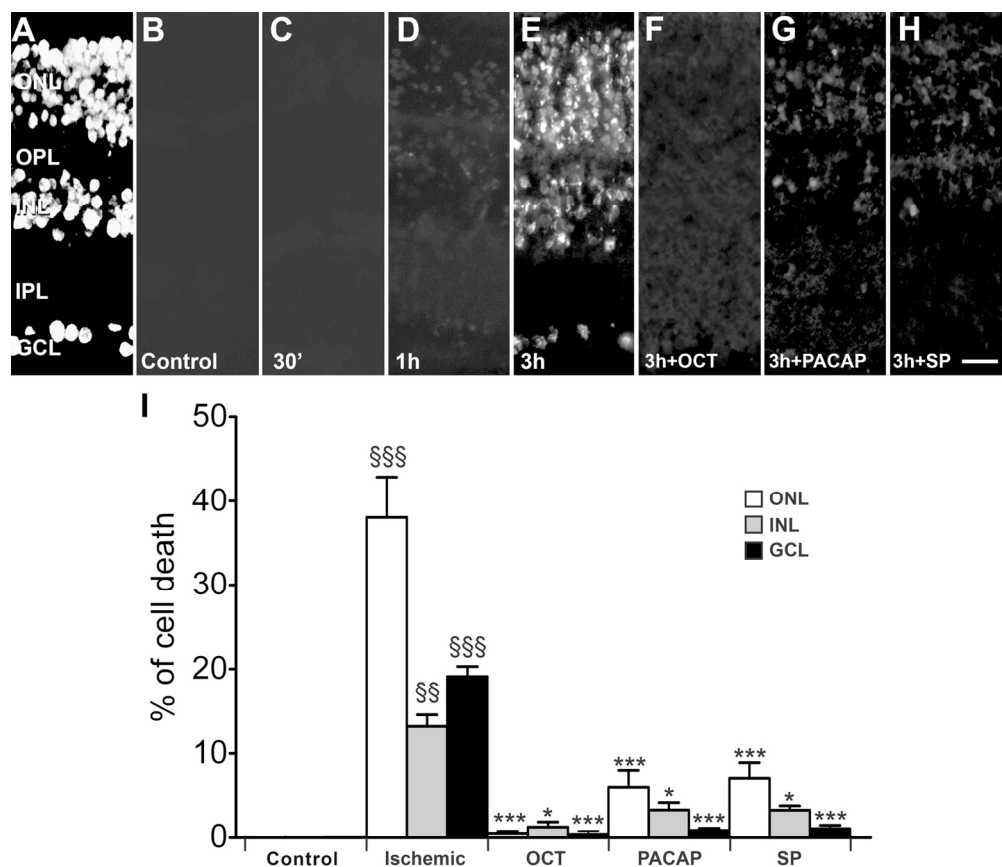 A B C D E F G H
ONL
OPL
INL
IPL
GCL
Control 30' 1h 3h 3h+OCT 3h+PACAP 3h+SP
I
50
40
30
20
10
0
% of cell death
§§§
§§
§§§
*** * ***
*** * ***
*** * ***
ONL
INL
GCL
Control Ischemic OCT PACAP SP